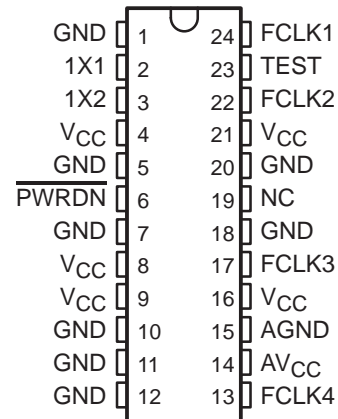 GND 1 24 FCLK1
1X1 2 23 TEST
1X2 3 22 FCLK2
VCC 4 21 VCC
GND 5 20 GND
PWRDN 6 19 NC
GND 7 18 GND
VCC 8 17 FCLK3
VCC 9 16 VCC
GND 10 15 AGND
GND 11 14 AVCC
GND 12 13 FCLK4